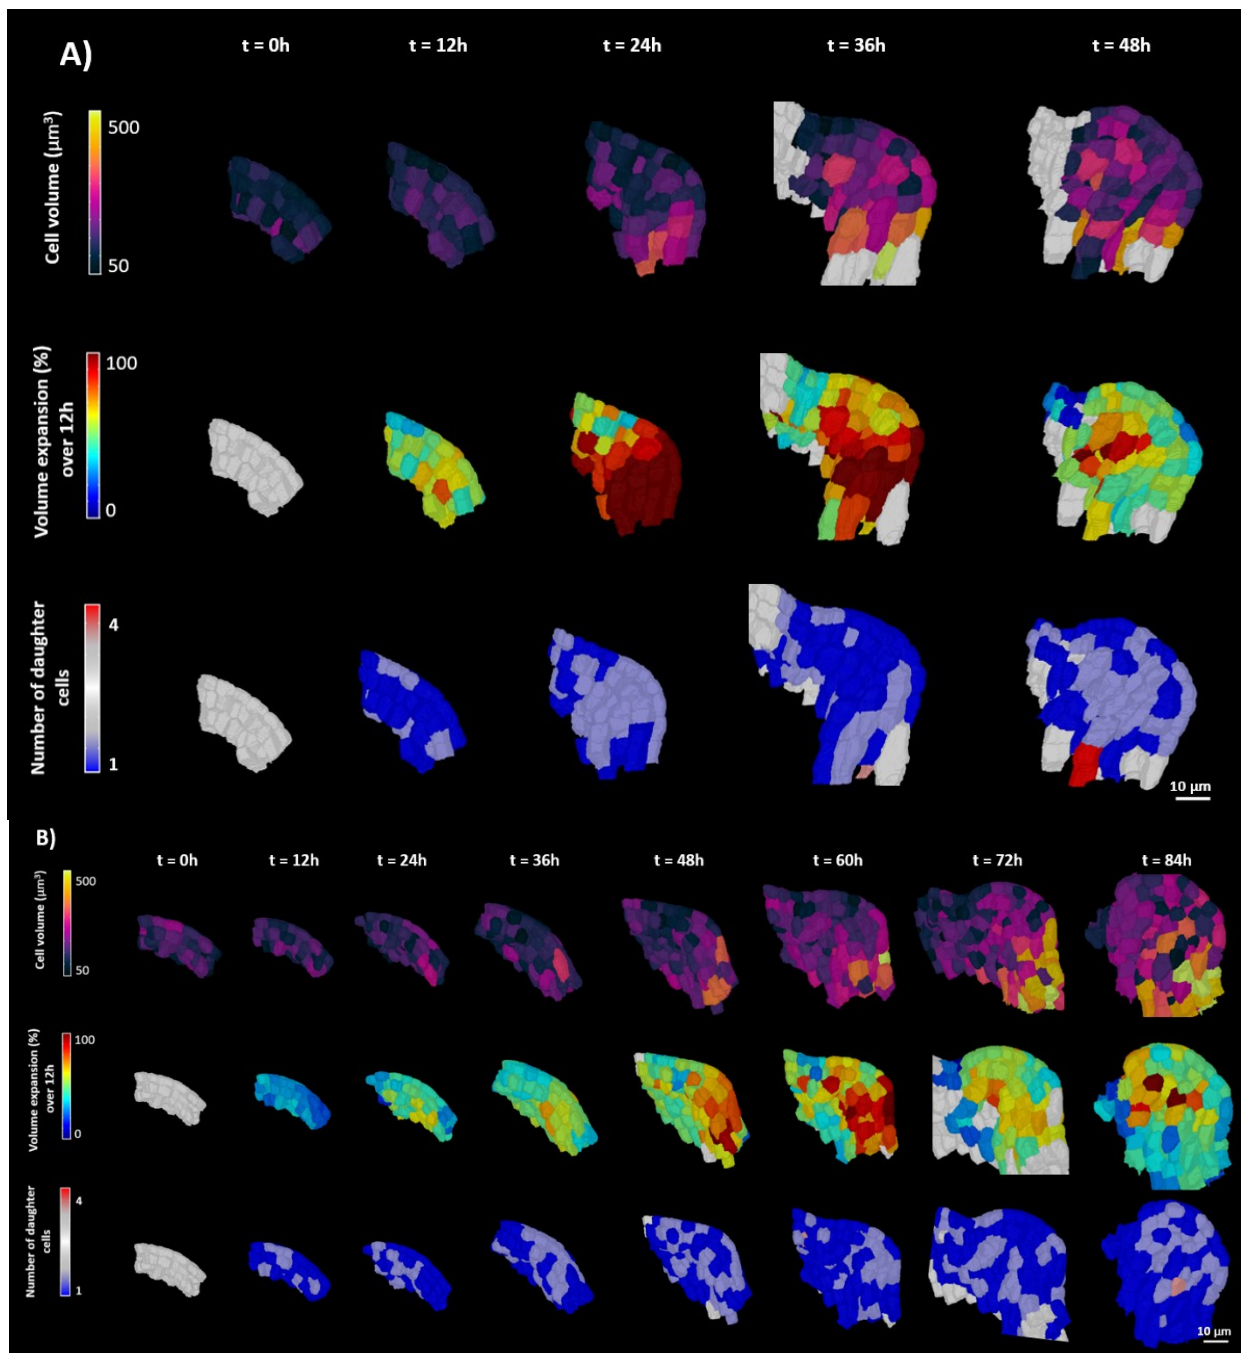 A)
t = 0h t = 12h t = 24h t = 36h t = 48h
Cell volume (μm³)
500
50
Volume expansion (%)
over 12h
100
0
Number of daughter
cells
4
1
10 μm
B)
t = 0h t = 12h t = 24h t = 36h t = 48h t = 60h t = 72h t = 84h
Cell volume (μm³)
500
50
Volume expansion (%)
over 12h
100
0
Number of daughter
cells
4
1
10 μm